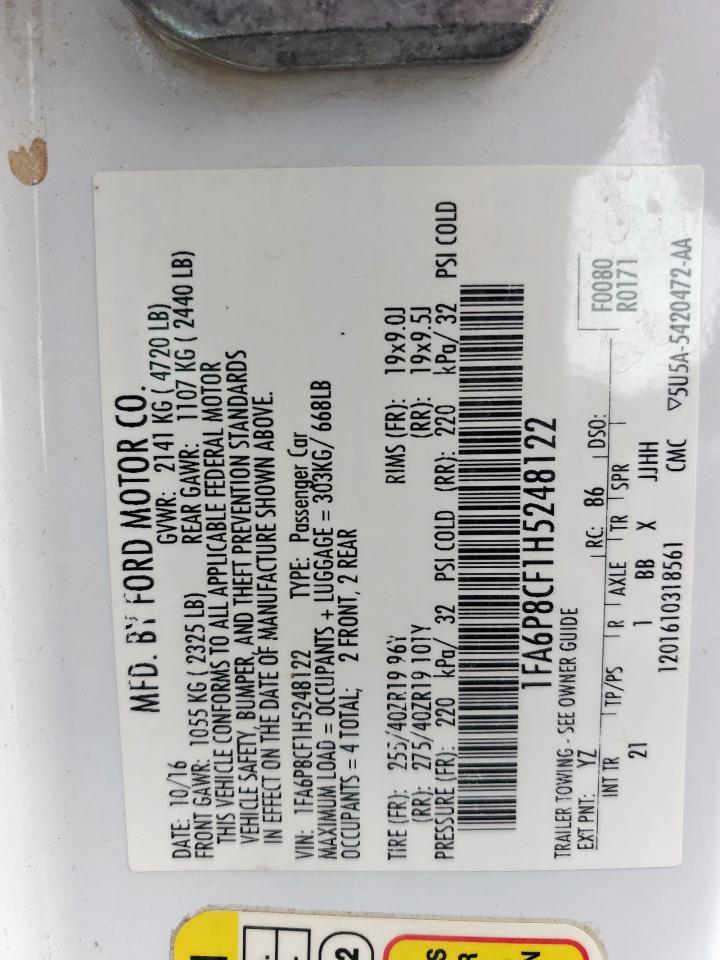 MFD. BY FORD MOTOR CO.
DATE: 10/16 GVWR: 2141 KG ( 4720 LB)
FRONT GAWR: 1055 KG ( 2325 LB) REAR GAWR: 1107 KG ( 2440 LB)
THIS VEHICLE CONFORMS TO ALL APPLICABLE FEDERAL MOTOR
VEHICLE SAFETY, BUMPER, AND THEFT PREVENTION STANDARDS
IN EFFECT ON THE DATE OF MANUFACTURE SHOWN ABOVE.
VIN: 1FA6P8CF1H5248122 TYPE: Passenger Car
MAXIMUM LOAD = OCCUPANTS + LUGGAGE = 303KG/ 668LB
OCCUPANTS = 4 TOTAL; 2 FRONT, 2 REAR
TIRE (FR): 255/40ZR19 96Y RIMS (FR): 19x9.0J
(RR): 275/40ZR19 101Y (RR): 19x9.5J
PRESSURE (FR): 220 kPa/ 32 PSI COLD (RR): 220 kPa/ 32 PSI COLD
1FA6P8CF1H5248122
TRAILER TOWING - SEE OWNER GUIDE
F0080
EXT PNT: YZ RC: 86 DSO: R0171
INT TR TP/PS R AXLE TR SPR
21 1 BB X JJHH
1201610318561 CMC ▽5U5A-5420472-AA
2